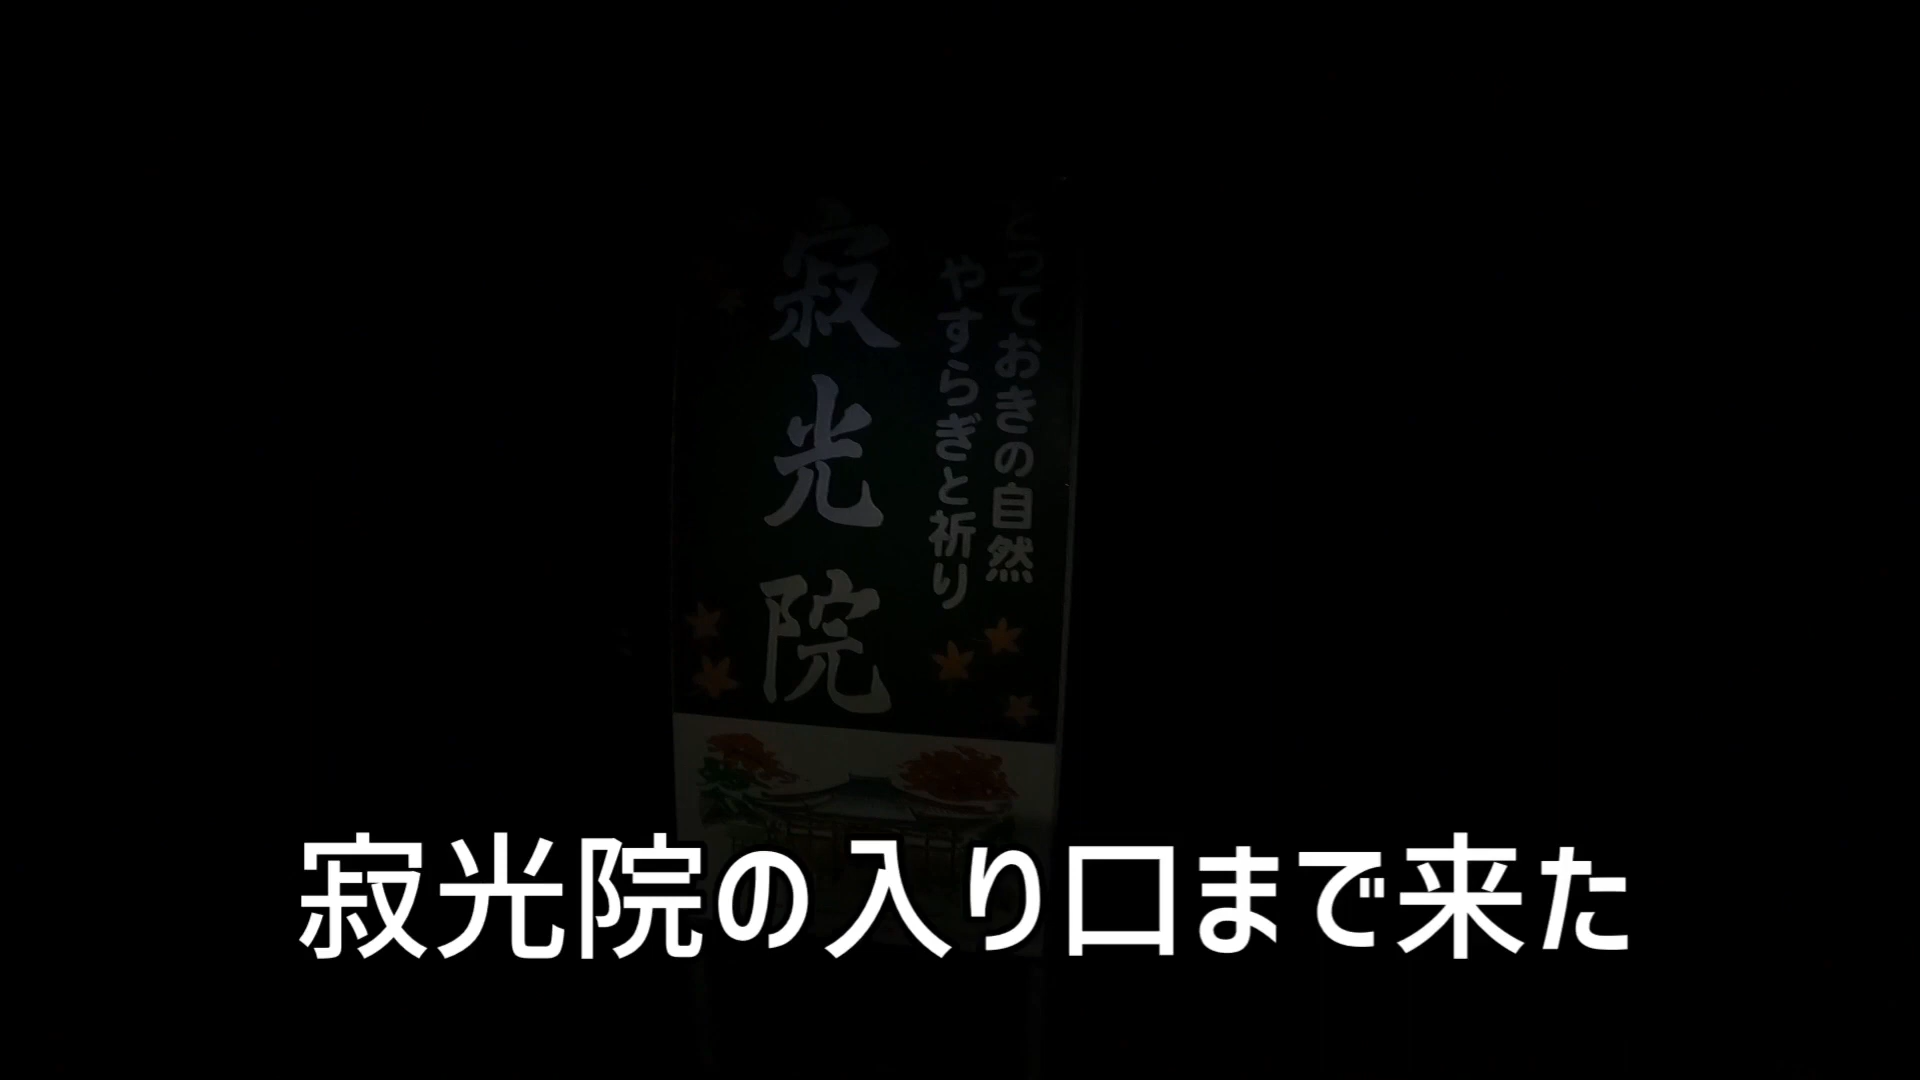 とっておきの自然
やすらぎと祈り
寂光院
寂光院の入り口まで来た